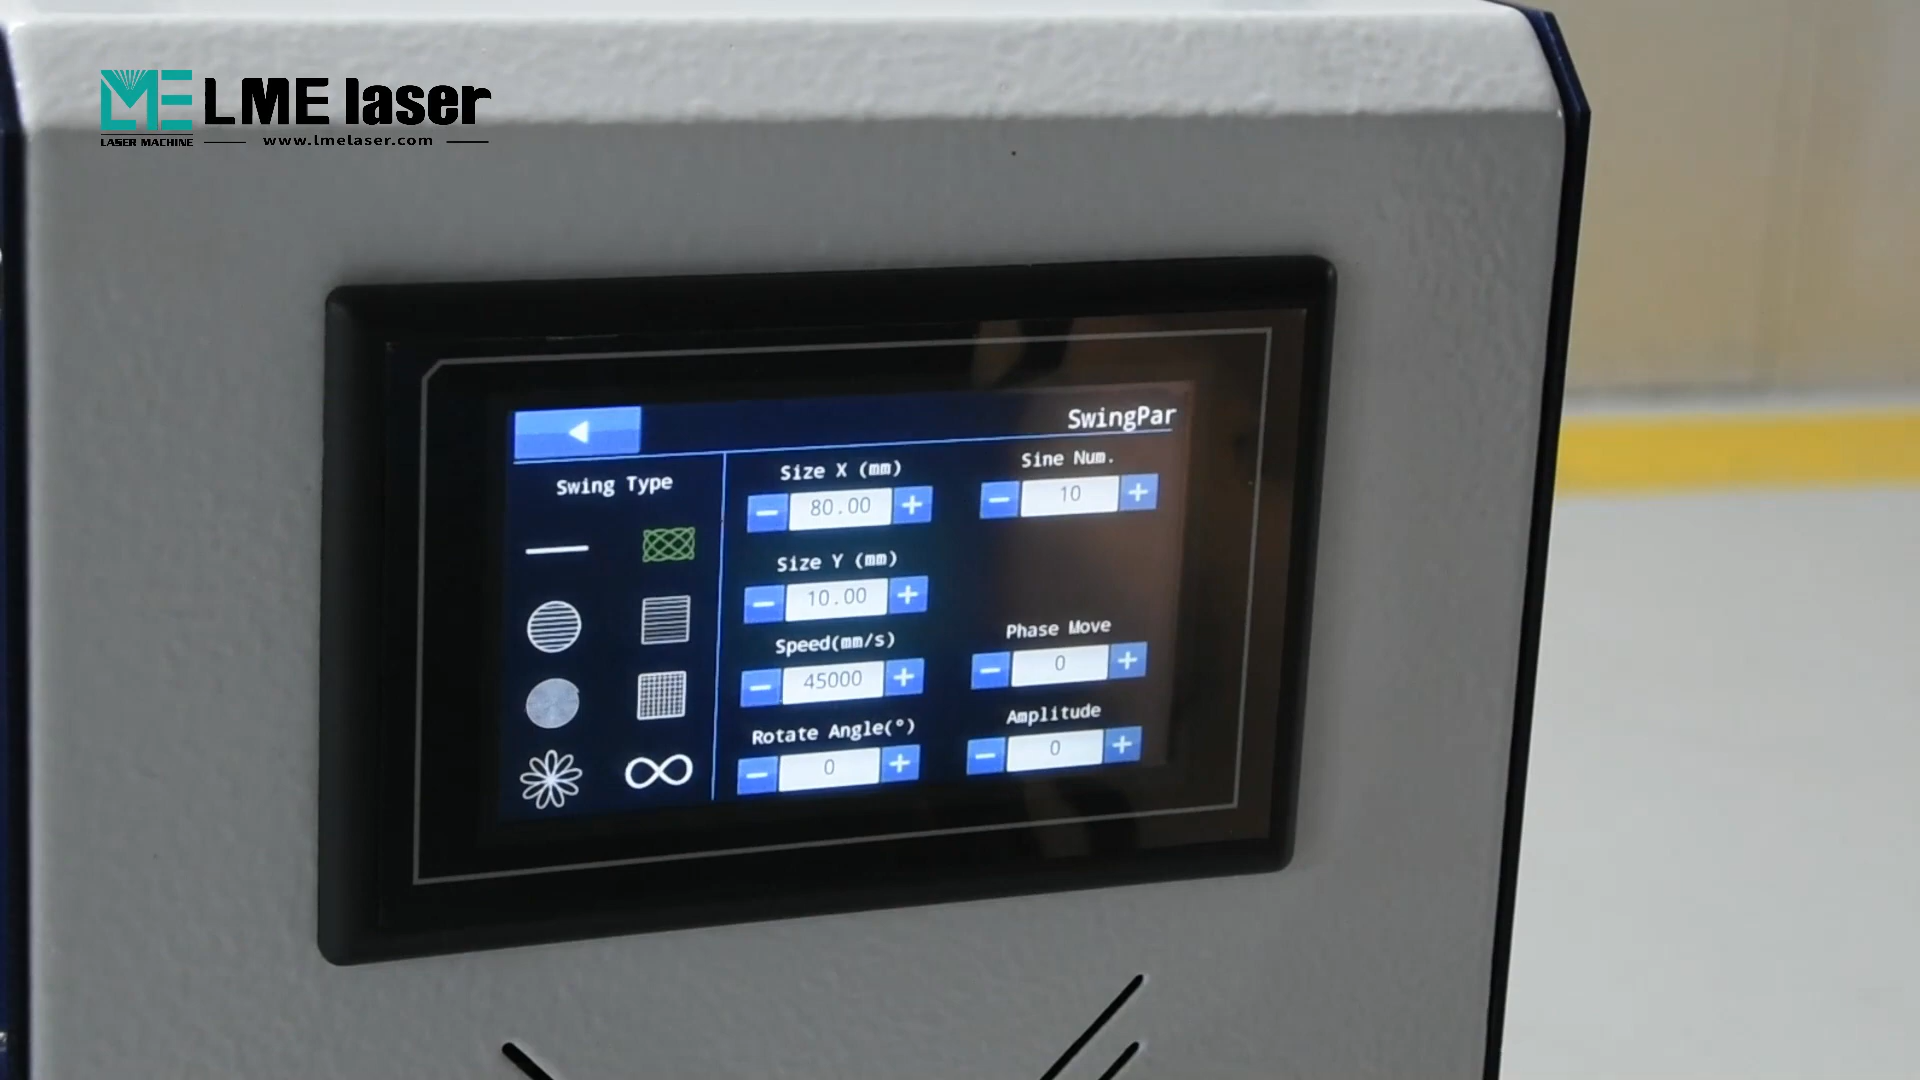 LME laser
LASER MACHINE
www.lmelaser.com
SwingPar
Swing Type
Size X (mm)
80.00
Sine Num.
10
Size Y (mm)
10.00
Speed(mm/s)
45000
Phase Move
0
Rotate Angle(°)
0
Amplitude
0